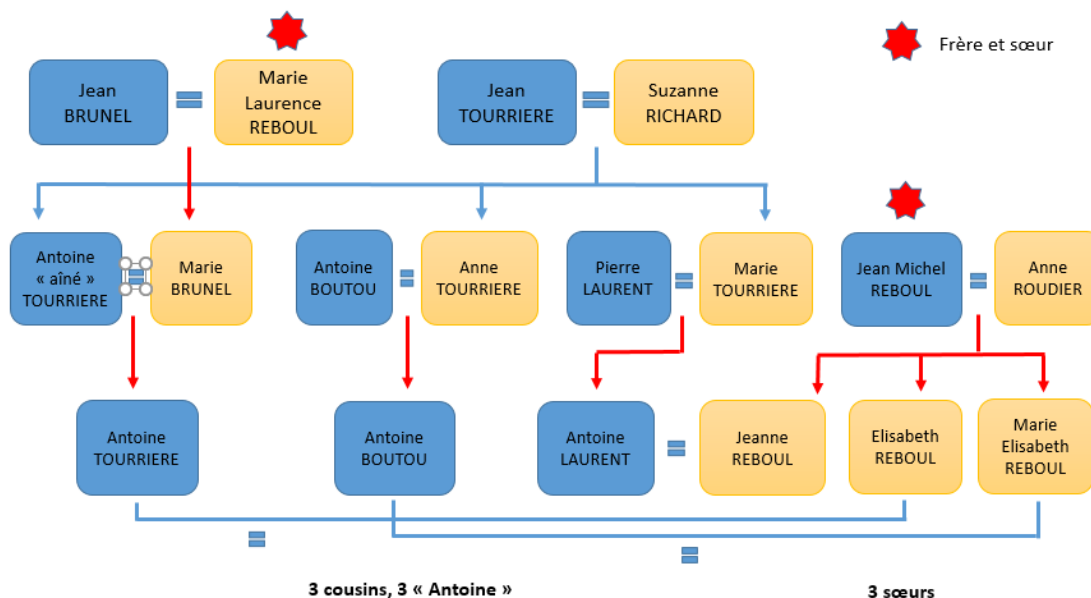 Frère et sœur
Jean
BRUNEL
Marie
Laurence
REBOUL
Jean
TOURRIERE
Suzanne
RICHARD
Antoine
« aîné »
TOURRIERE
Marie
BRUNEL
Antoine
BOUTOU
Anne
TOURRIERE
Pierre
LAURENT
Marie
TOURRIERE
Jean Michel
REBOUL
Anne
ROUDIER
Antoine
TOURRIERE
Antoine
BOUTOU
Antoine
LAURENT
Jeanne
REBOUL
Elisabeth
REBOUL
Marie
Elisabeth
REBOUL
3 cousins, 3 « Antoine »
3 sœurs